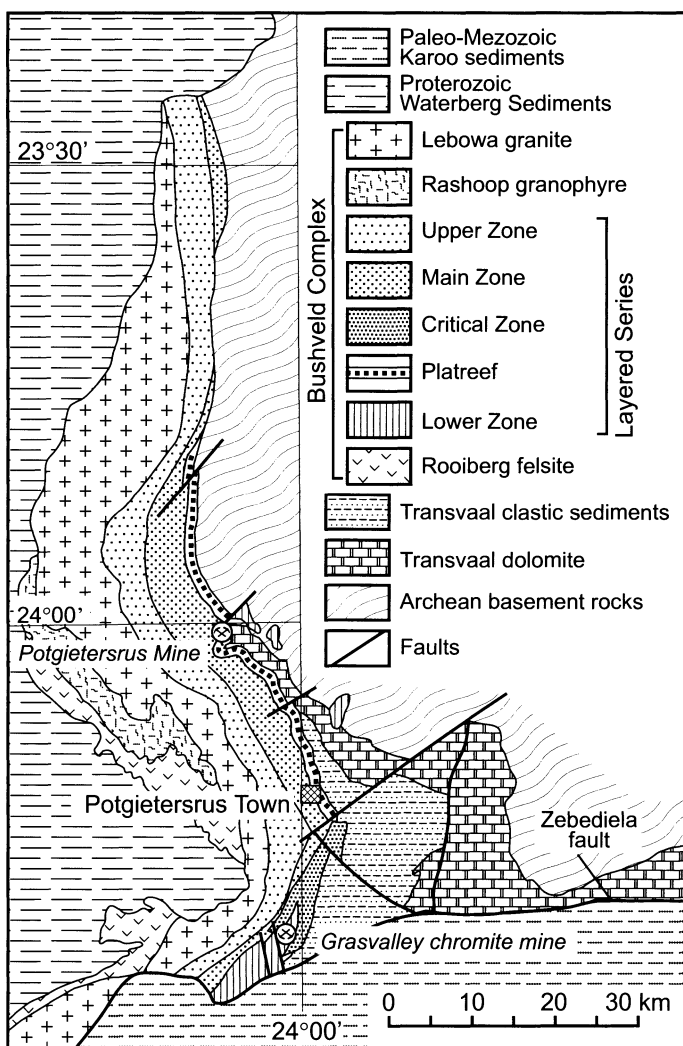 Paleo-Mezozoic
Karoo sediments
Proterozoic
Waterberg Sediments
Lebowa granite
Rashoop granophyre
Upper Zone
Main Zone
Critical Zone
Platreef
Lower Zone
Rooiberg felsite
Bushveld Complex
Layered Series
Transvaal clastic sediments
Transvaal dolomite
Archean basement rocks
Faults
23°30’
24°00’
Potgietersrus Mine
Potgietersrus Town
Zebediela
fault
Grasvalley chromite mine
0 10 20 30 km
24°00’